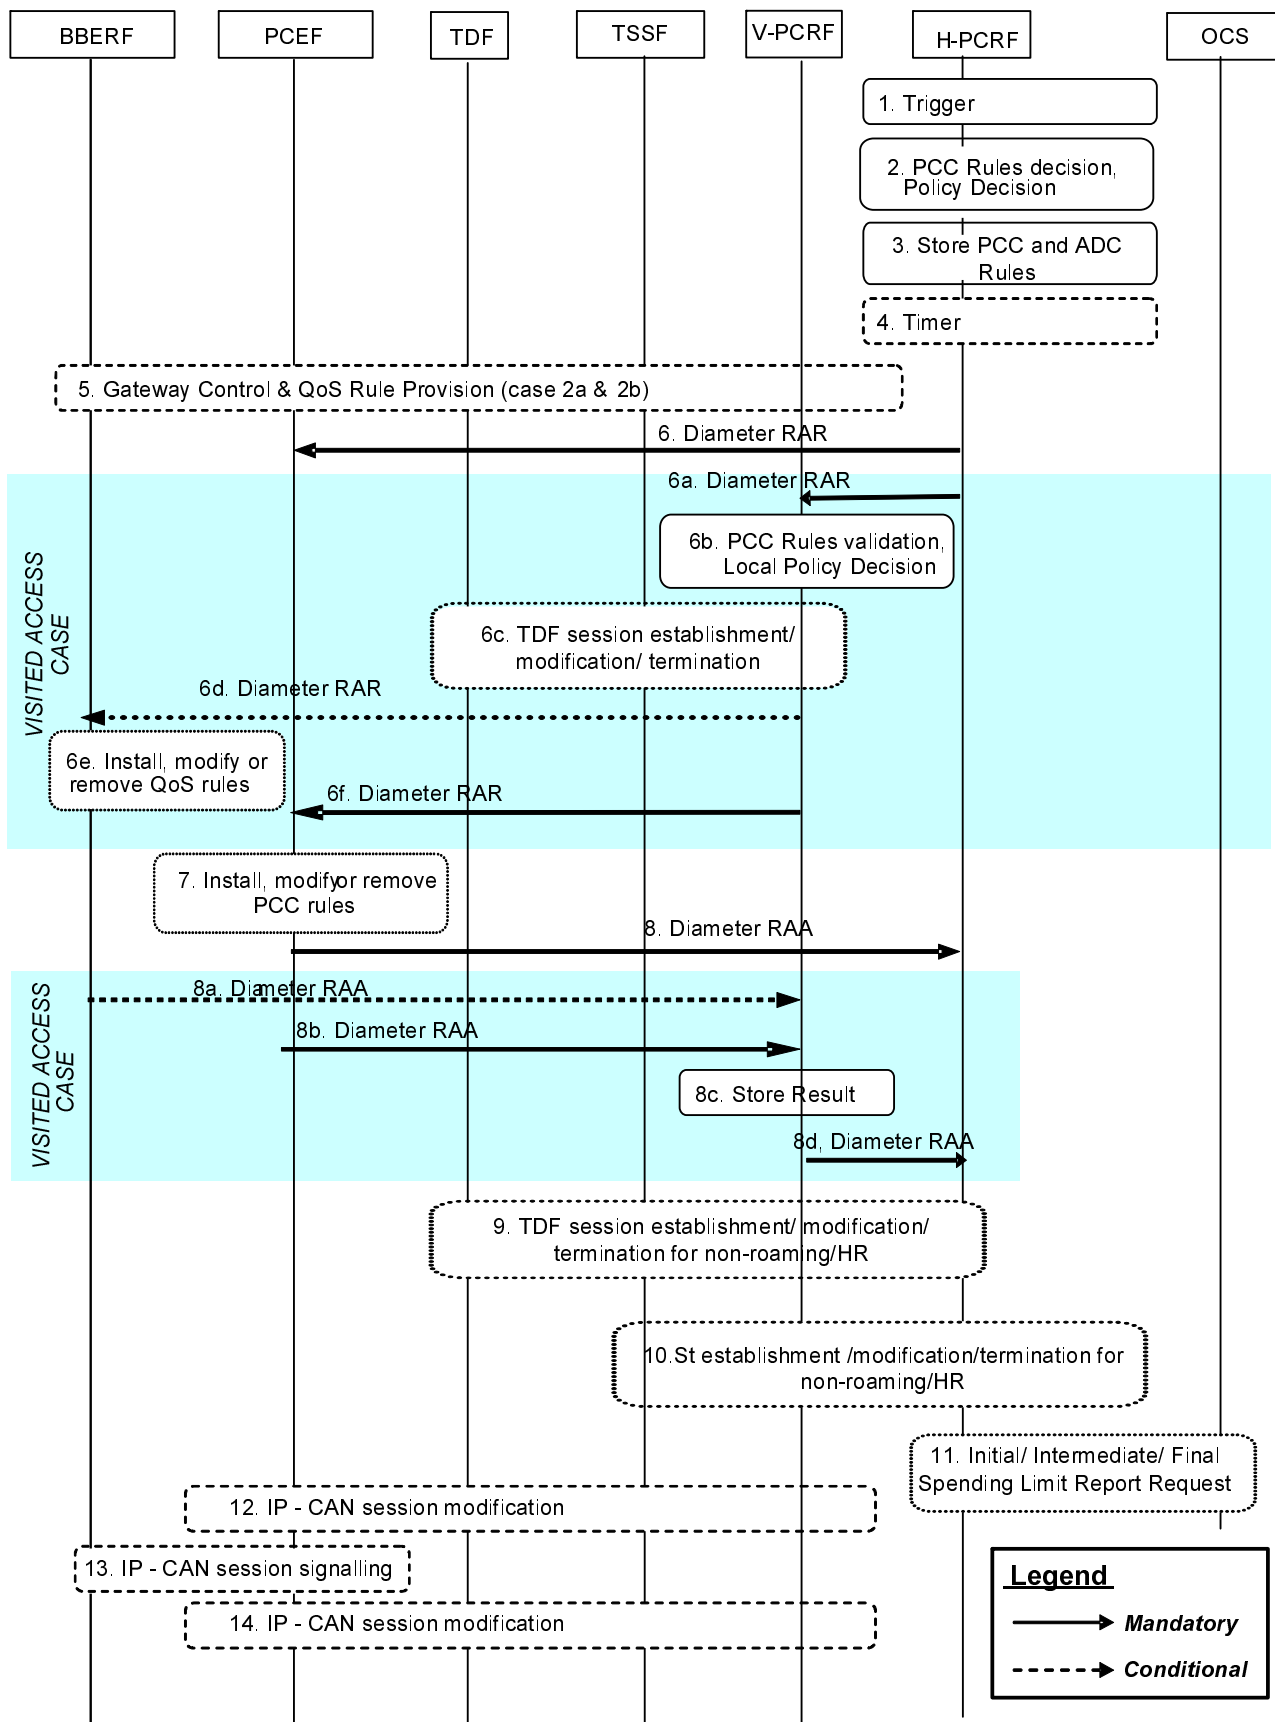 BBERF
PCEF
TDF
TSSF
V-PCRF
H-PCRF
OCS
1. Trigger
2. PCC Rules decision,
Policy Decision
3. Store PCC and ADC
Rules
4. Timer
5. Gateway Control & QoS Rule Provision (case 2a & 2b)
6. Diameter RAR
6a. Diameter RAR
6b. PCC Rules validation,
Local Policy Decision
VISITED ACCESS
CASE
6c. TDF session establishment/
modification/ termination
6d. Diameter RAR
6e. Install, modify or
remove QoS rules
6f. Diameter RAR
7. Install, modify or remove
PCC rules
8. Diameter RAA
VISITED ACCESS
CASE
8a. Diameter RAA
8b. Diameter RAA
8c. Store Result
8d, Diameter RAA
9. TDF session establishment/ modification/
termination for non-roaming/HR
10.St establishment /modification/termination for
non-roaming/HR
11. Initial/ Intermediate/ Final
Spending Limit Report Request
12. IP - CAN session modification
13. IP - CAN session signalling
14. IP - CAN session modification
Legend
Mandatory
Conditional